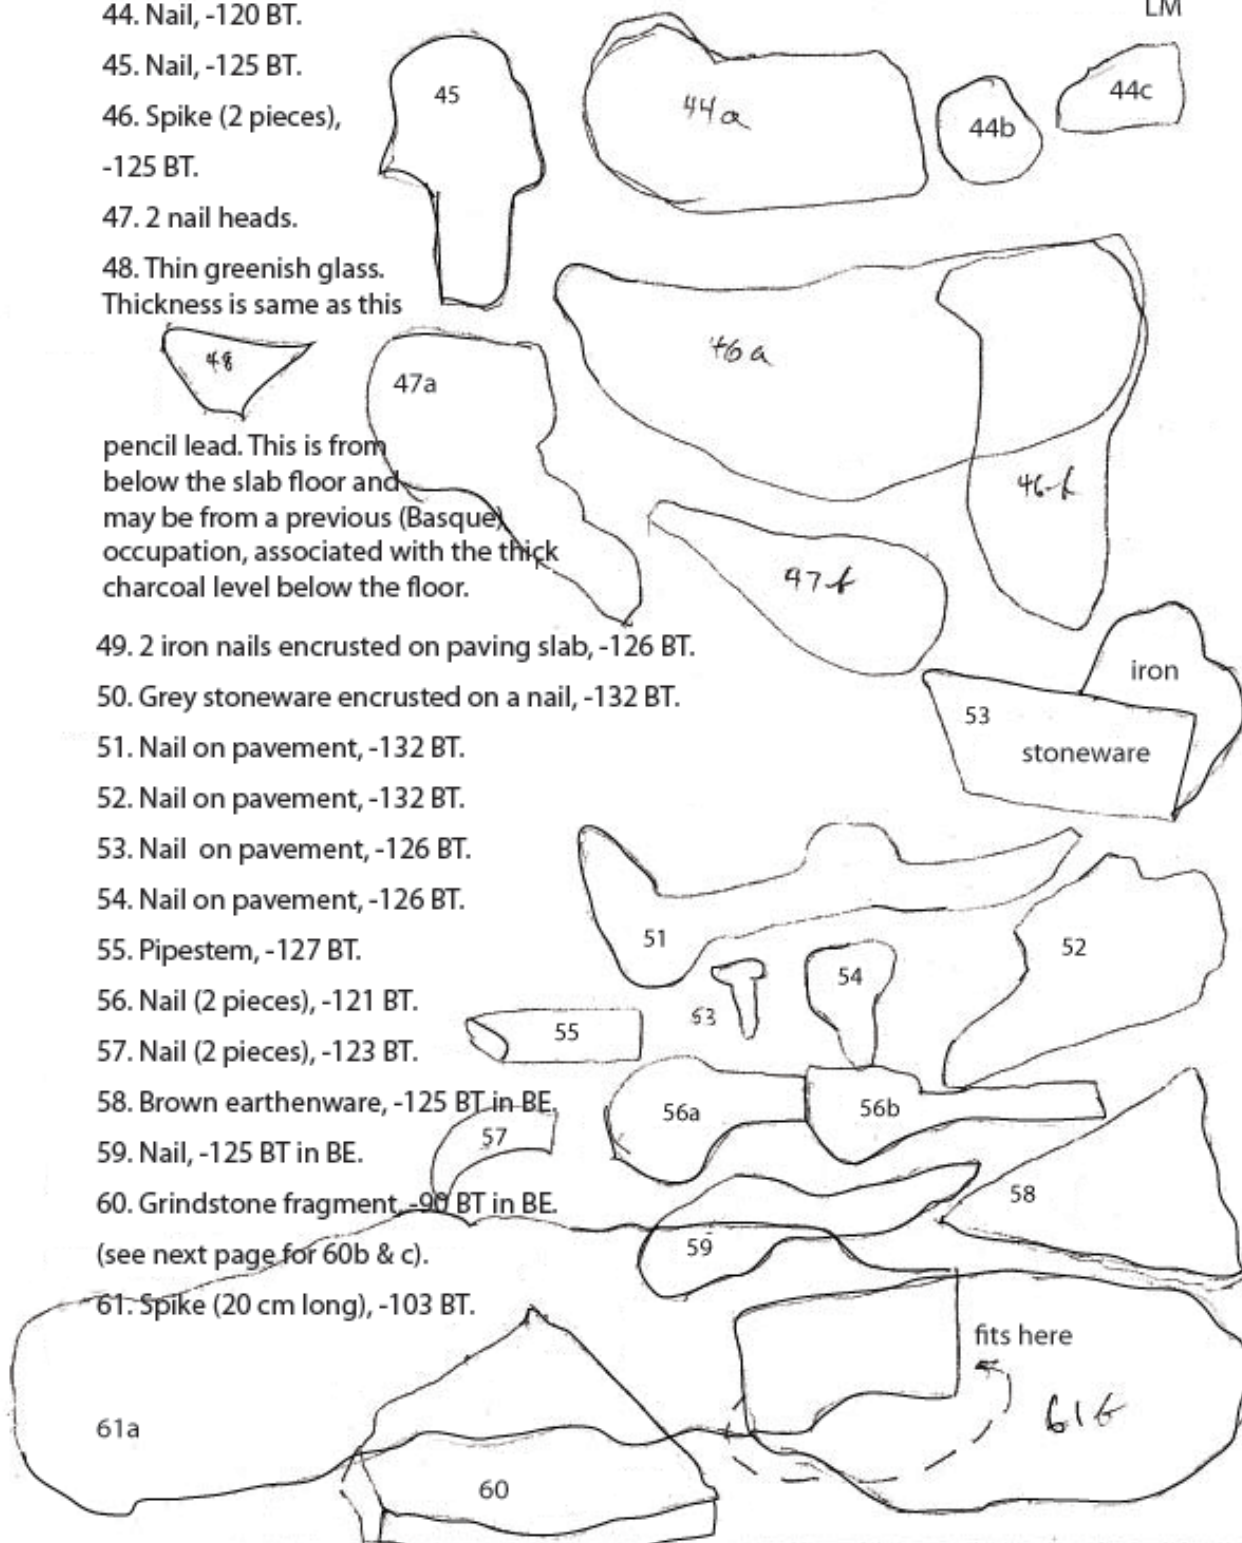 LM
44. Nail, -120 BT.
45. Nail, -125 BT.
46. Spike (2 pieces),
-125 BT.
47. 2 nail heads.
48. Thin greenish glass.
Thickness is same as this
pencil lead. This is from
below the slab floor and
may be from a previous (Basque)
occupation, associated with the thick
charcoal level below the floor.
49. 2 iron nails encrusted on paving slab, -126 BT.
50. Grey stoneware encrusted on a nail, -132 BT.
51. Nail on pavement, -132 BT.
52. Nail on pavement, -132 BT.
53. Nail on pavement, -126 BT.
54. Nail on pavement, -126 BT.
55. Pipestem, -127 BT.
56. Nail (2 pieces), -121 BT.
57. Nail (2 pieces), -123 BT.
58. Brown earthenware, -125 BT in BE.
59. Nail, -125 BT in BE.
60. Grindstone fragment, -90 BT in BE.
(see next page for 60b & c).
61. Spike (20 cm long), -103 BT.
45
44a
44b
44c
46a
46b
48
47a
47b
iron
53
stoneware
51
52
53
54
55
56a
56b
57
58
59
fits here
61a
61b
60